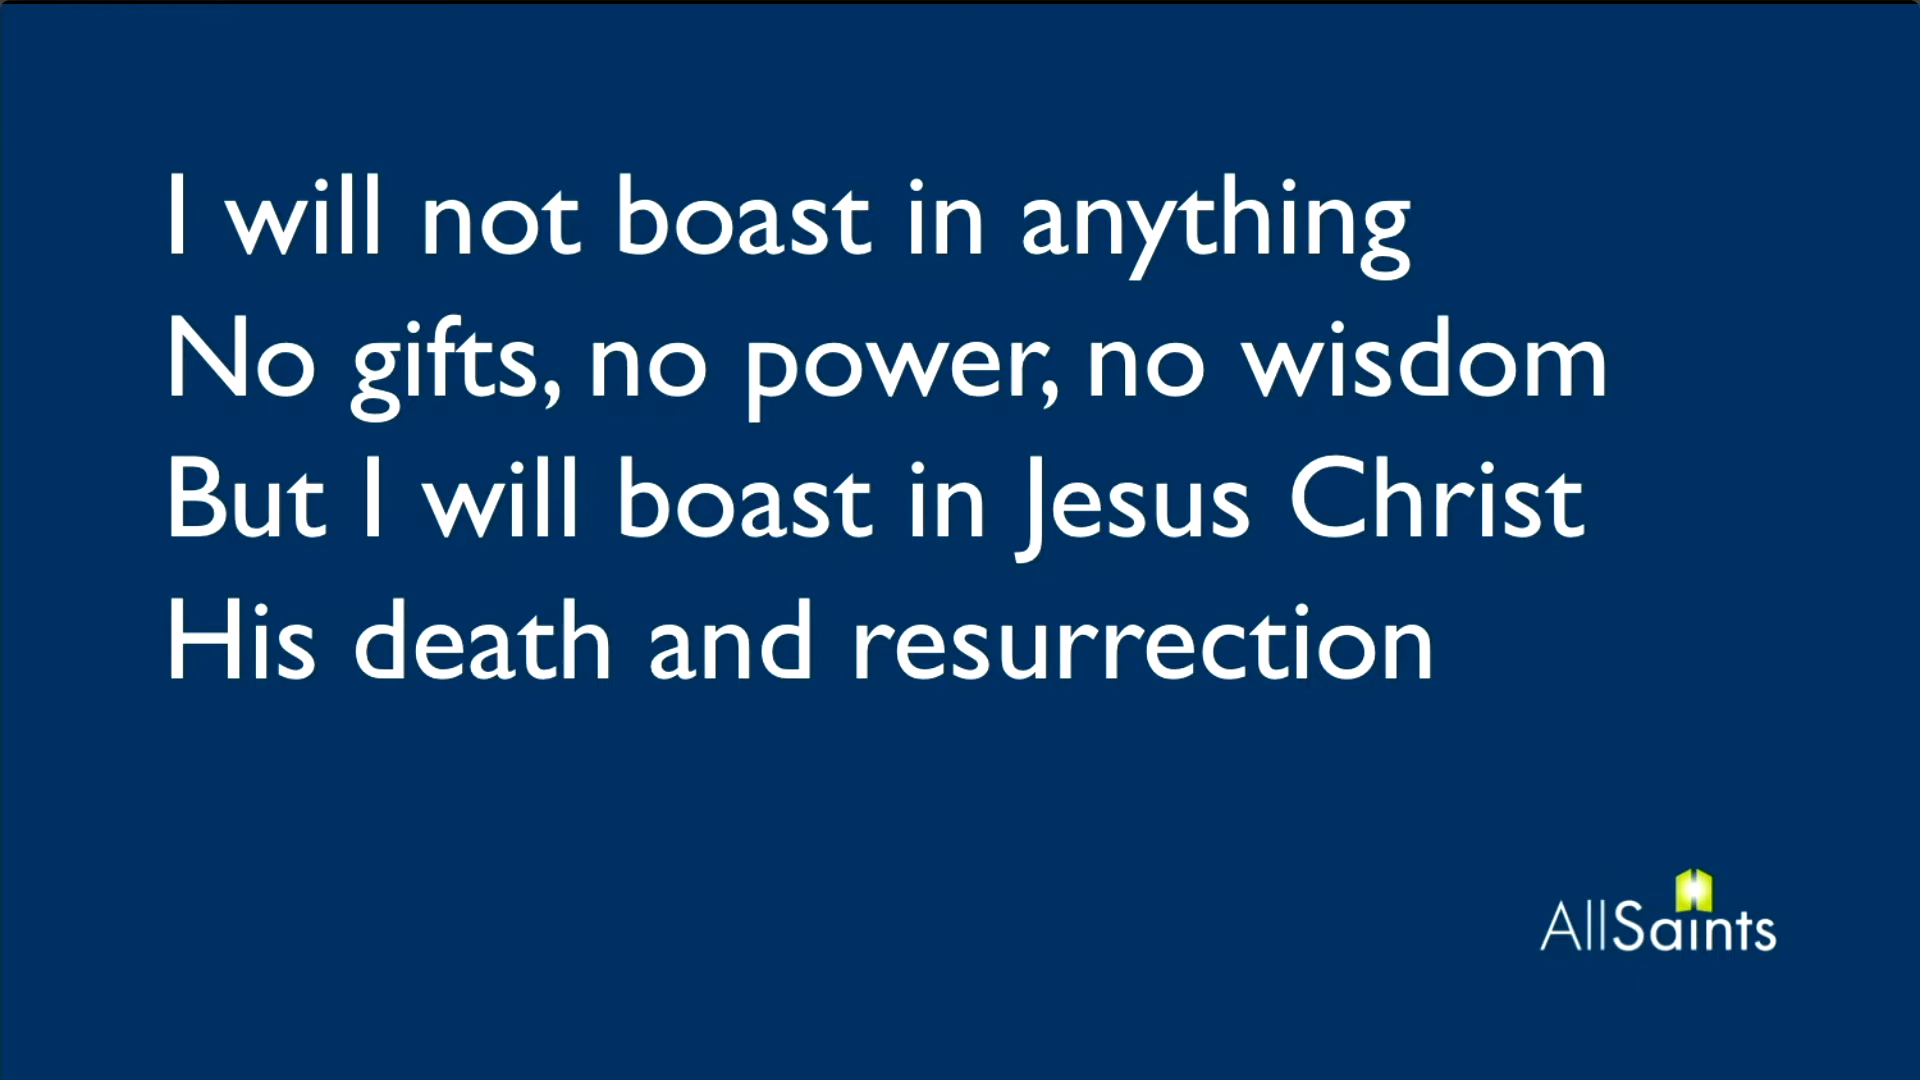 I will not boast in anything
No gifts, no power, no wisdom
But I will boast in Jesus Christ
His death and resurrection
AllSaints